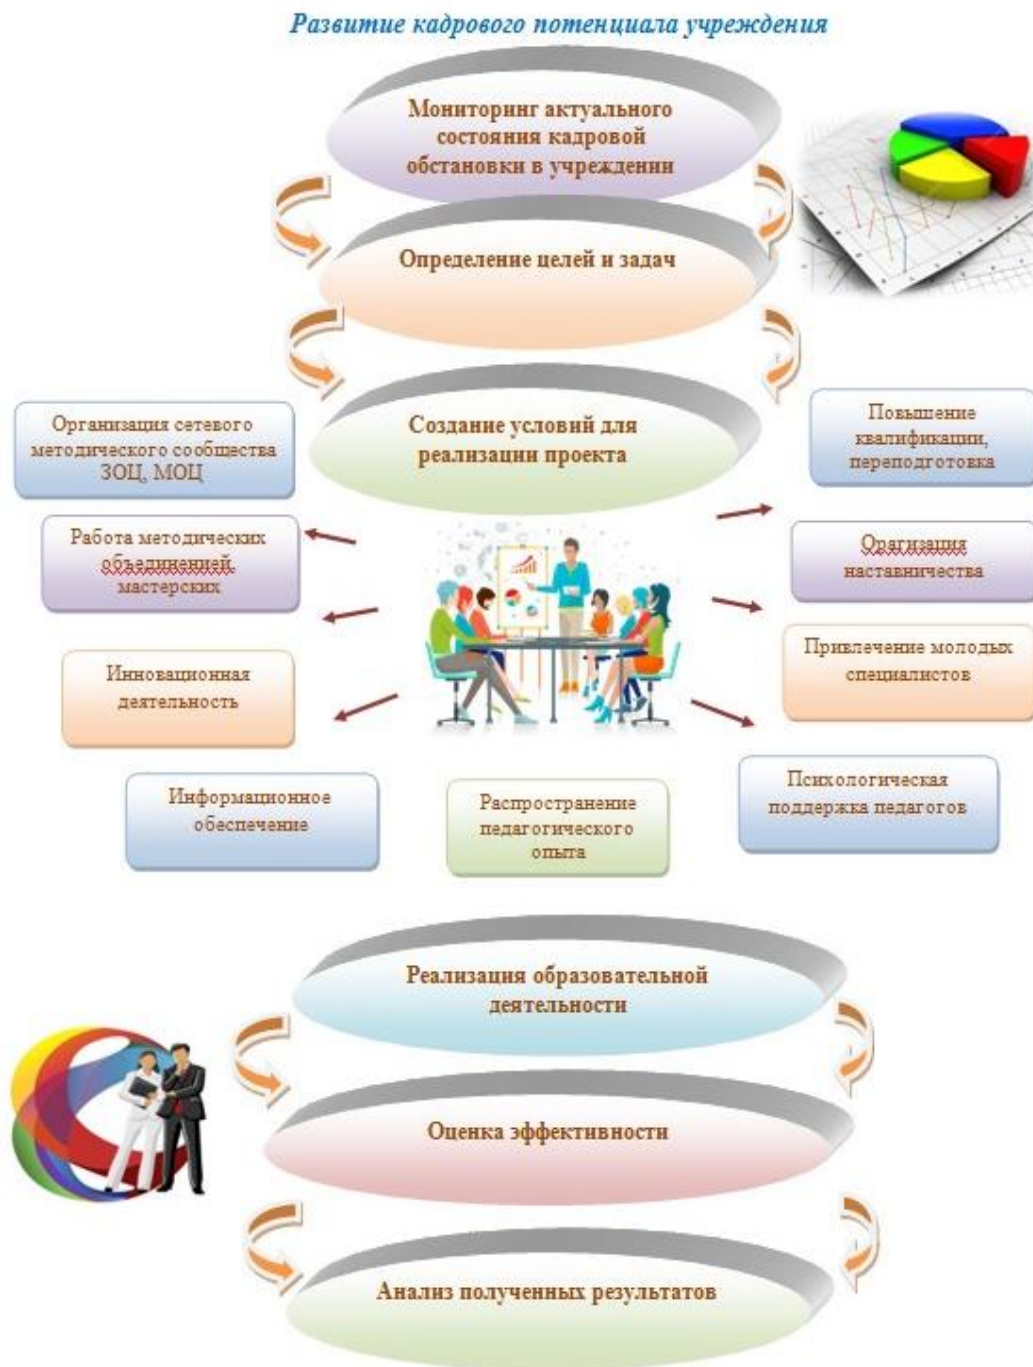 Развитие кадрового потенциала учреждения
Мониторинг актуального
состояния кадровой
обстановки в учреждении
Определение целей и задач
Создание условий для
реализации проекта
Организация сетевого
методического сообщества
ЗОЦ, МОЦ
Повышение
квалификации,
переподготовка
Работа методических
объединенией,
мастерских
Орагизация
наставничества
Инновационная
деятельность
Привлечение молодых
специалистов
Информационное
обеспечение
Распространение
педагогического
опыта
Психологическая
поддержка педагогов
Реализация образовательной
деятельности
Оценка эффективности
Анализ полученных результатов